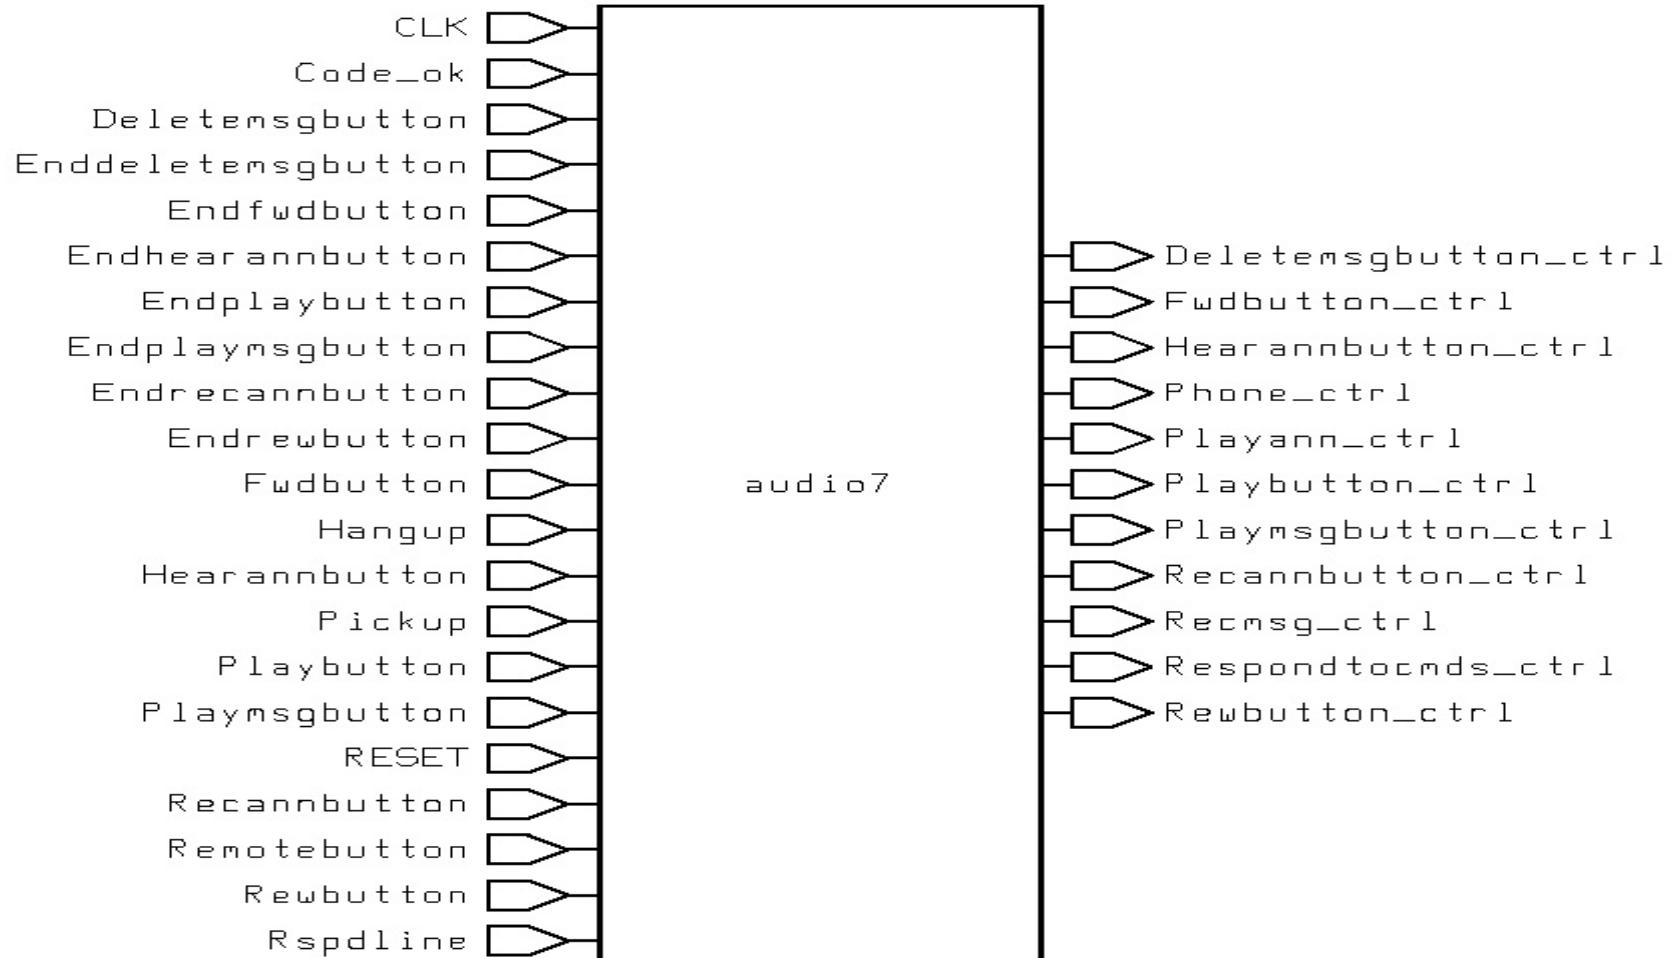 CLK
Code_ok
Deletemsgbutton
Enddeletemsgbutton
Endfwdbutton
Endhearannbutton
Endplaybutton
Endplaymsgbutton
Endrecannbutton
Endrewbutton
Fwdbutton
Hangup
Hearannbutton
Pickup
Playbutton
Playmsgbutton
RESET
Recannbutton
Remotebutton
Rewbutton
Rspdline
audio7
Deletemsgbutton_ctrl
Fwdbutton_ctrl
Hearannbutton_ctrl
Phone_ctrl
Playann_ctrl
Playbutton_ctrl
Playmsgbutton_ctrl
Recannbutton_ctrl
Recmsg_ctrl
Respondtocmds_ctrl
Rewbutton_ctrl